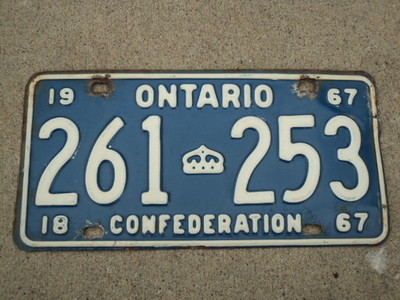 19 ONTARIO 67
261 253
18 CONFEDERATION 67